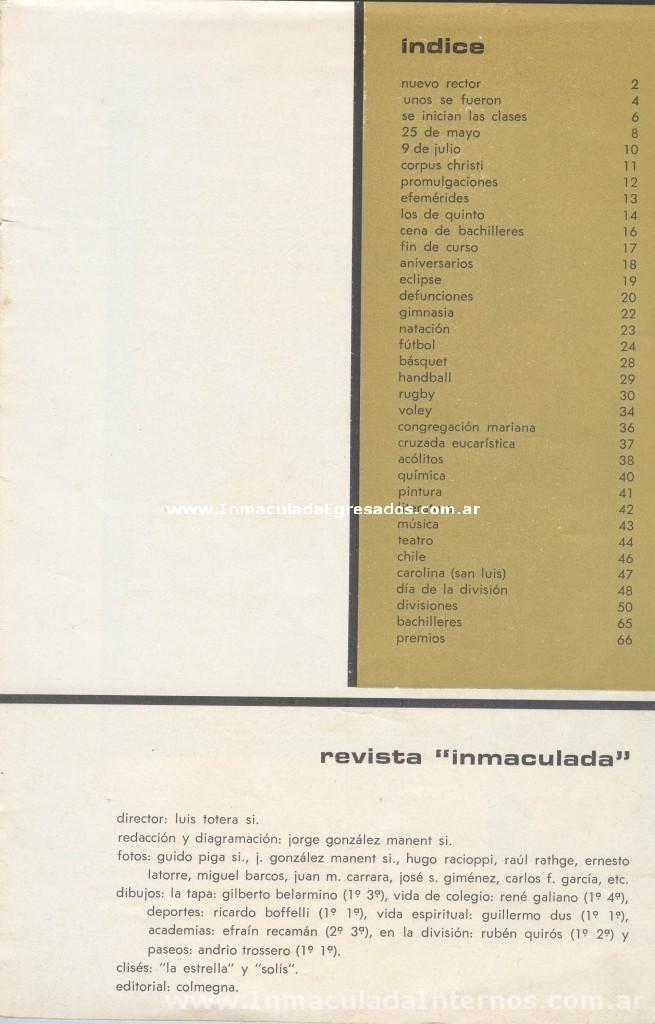 índice
nuevo rector 2
unos se fueron 4
se inician las clases 6
25 de mayo 8
9 de julio 10
corpus christi 11
promulgaciones 12
efemérides 13
los de quinto 14
cena de bachilleres 16
fin de curso 17
aniversarios 18
eclipse 19
defunciones 20
gimnasia 22
natación 23
fútbol 24
básquet 28
handball 29
rugby 30
voley 34
congregación mariana 36
cruzada eucarística 37
acólitos 38
química 40
pintura 41
www.InmaculadaEgresados.com.ar
42
música 43
teatro 44
chile 46
carolina (san luis) 47
día de la división 48
divisiones 50
bachilleres 65
premios 66
revista "inmaculada"
director: luis totera si.
redacción y diagramación: jorge gonzález manent si.
fotos: guido piga si., j. gonzález manent si., hugo racioppi, raúl rathge, ernesto
latorre, miguel barcos, juan m. carrara, josé s. giménez, carlos f. garcía, etc.
dibujos: la tapa: gilberto belarmino (1º 3ª), vida de colegio: rené galiano (1º 4ª),
deportes: ricardo boffelli (1º 1ª), vida espiritual: guillermo dus (1º 1ª),
academias: efraín recamán (2º 3ª), en la división: rubén quirós (1º 2ª) y
paseos: andrio trossero (1º 1ª).
clisés: "la estrella" y "solís".
editorial: colmegna.
www.InmaculadaInternos.com.ar